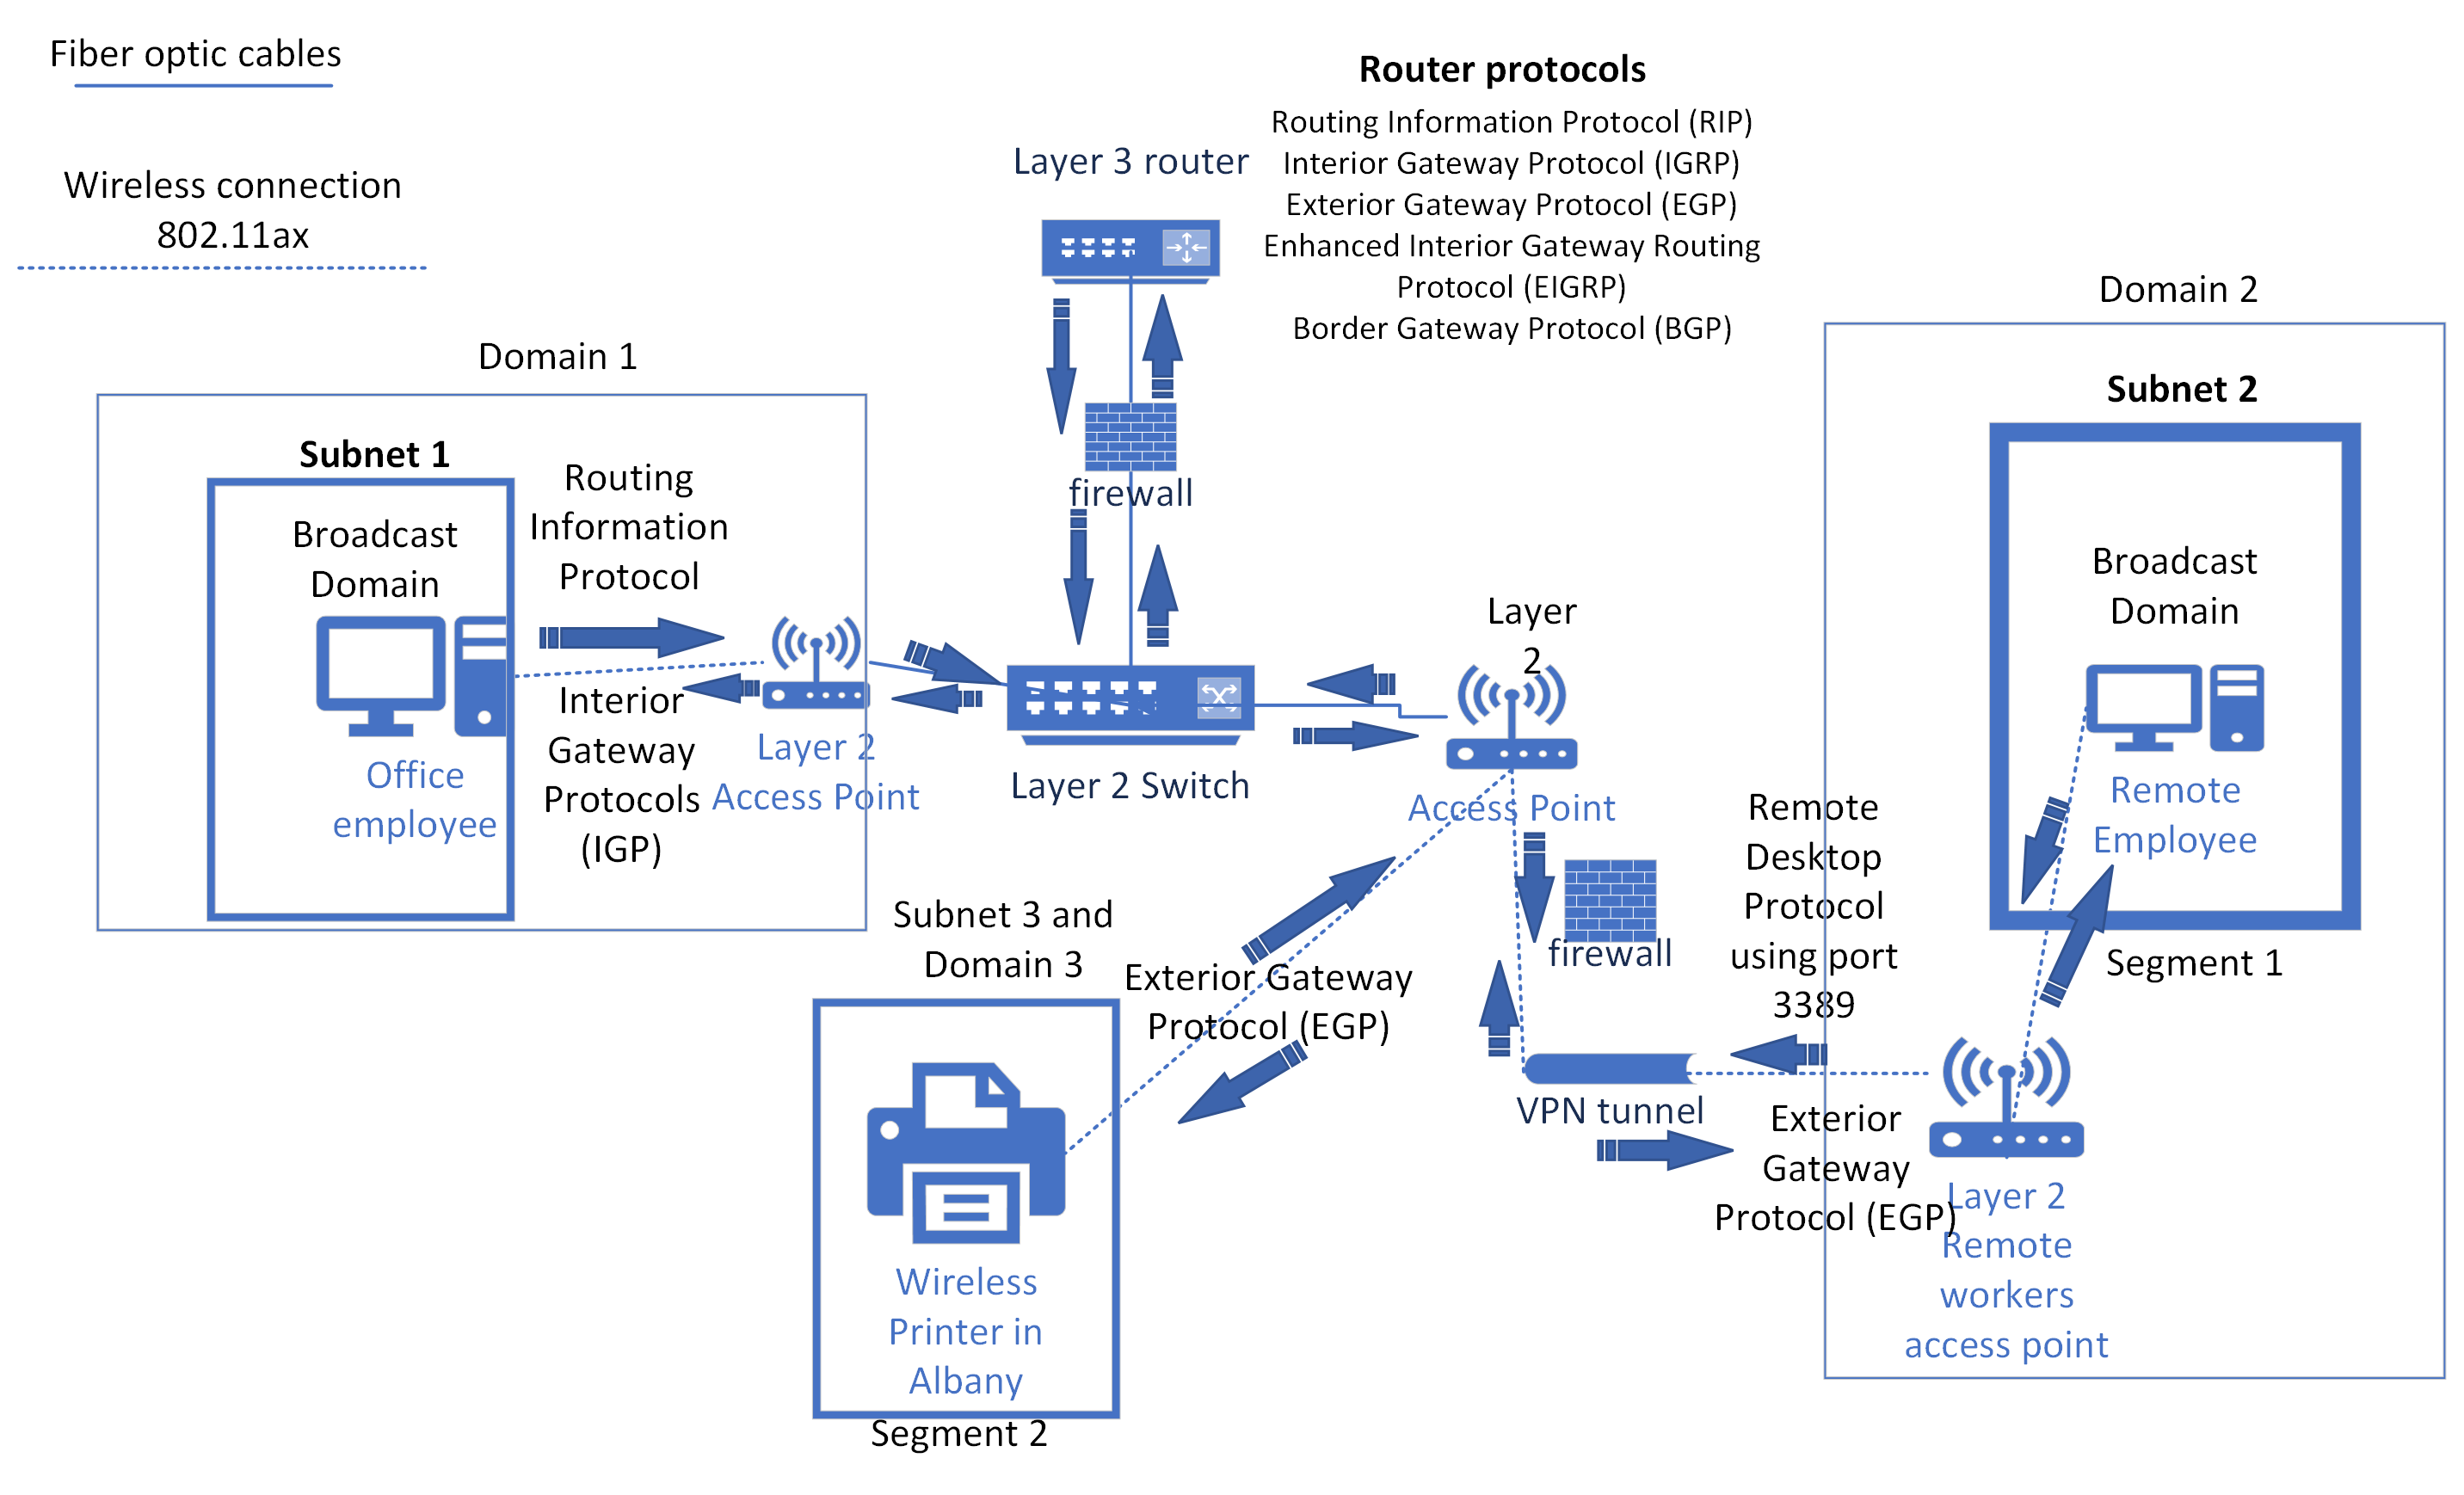 Fiber optic cables
Wireless connection
802.11ax
Router protocols
Routing Information Protocol (RIP)
Interior Gateway Protocol (IGRP)
Exterior Gateway Protocol (EGP)
Enhanced Interior Gateway Routing
Protocol (EIGRP)
Border Gateway Protocol (BGP)
Layer 3 router
firewall
Domain 1
Subnet 1
Broadcast
Domain
Office
employee
Routing
Information
Protocol
Interior
Gateway
Protocols
(IGP)
Layer 2
Access Point
Layer 2 Switch
Layer
2
Access Point
firewall
Domain 2
Subnet 2
Broadcast
Domain
Remote
Employee
Segment 1
Remote
Desktop
Protocol
using port
3389
VPN tunnel
Exterior
Gateway
Protocol (EGP)
Layer 2
Remote
workers
access point
Subnet 3 and
Domain 3
Exterior Gateway
Protocol (EGP)
Wireless
Printer in
Albany
Segment 2